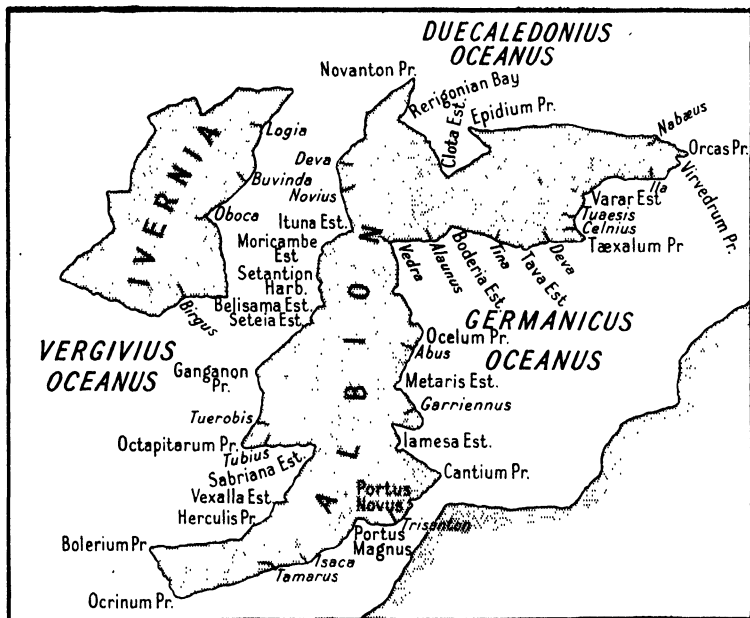 DUECALEDONIUS
OCEANUS
Novanton Pr.
Rerigonian Bay
Clota Est.
Epidium Pr.
Nabæus
Orcas Pr.
Virvedrum Pr.
Ila
Varar Est
Tuaesis
Celnius
Tæxalum Pr
Deva
Tava Est.
Tina
Boderia Est.
Alaunus
Vedra
Logia
Buvinda
Oboca
Birgus
IVERNIA
Deva
Novius
Ituna Est.
Moricambe
Est
Setantion
Harb.
Belisama Est.
Seteia Est.
VERGIVIUS
OCEANUS
GERMANICUS
OCEANUS
ALBION
Ocelum Pr.
Abus
Metaris Est.
Garriennus
Iamesa Est.
Cantium Pr.
Ganganon
Pr.
Tuerobis
Octapitarum Pr.
Tubius
Sabriana Est.
Vexalla Est.
Herculis Pr.
Bolerium Pr.
Ocrinum Pr.
Tamarus
Isaca
Portus
Magnus
Portus
Novus
Trisanton